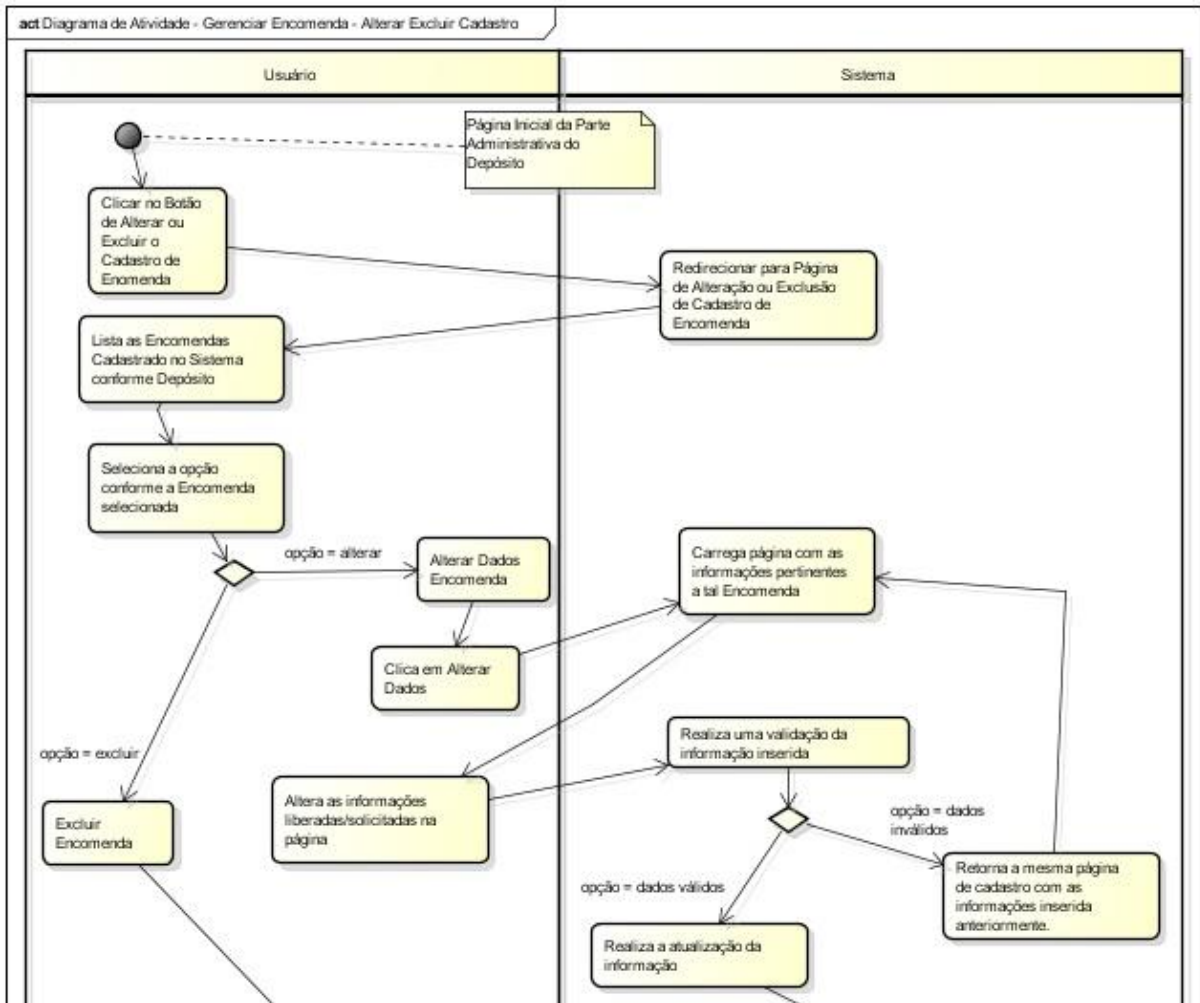 act Diagrama de Atividade - Gerenciar Encomenda - Alterar Excluir Cadastro
Usuário
Sistema
Página Inicial da Parte
Administrativa do
Depósito
Clicar no Botão
de Alterar ou
Excluir o
Cadastro de
Enomenda
Redirecionar para Página
de Alteração ou Exclusão
de Cadastro de
Encomenda
Lista as Encomendas
Cadastrado no Sistema
conforme Depósito
Seleciona a opção
conforme a Encomenda
selecionada
opção = alterar
Alterar Dados
Encomenda
Carrega página com as
informações pertinentes
a tal Encomenda
Clica em Alterar
Dados
opção = excluir
Realiza uma validação da
informação inserida
Excluir
Encomenda
Altera as informações
liberadas/solicitadas na
página
opção = dados
inválidos
opção = dados válidos
Retorna a mesma página
de cadastro com as
informações inserida
anteriormente.
Realiza a atualização da
informação